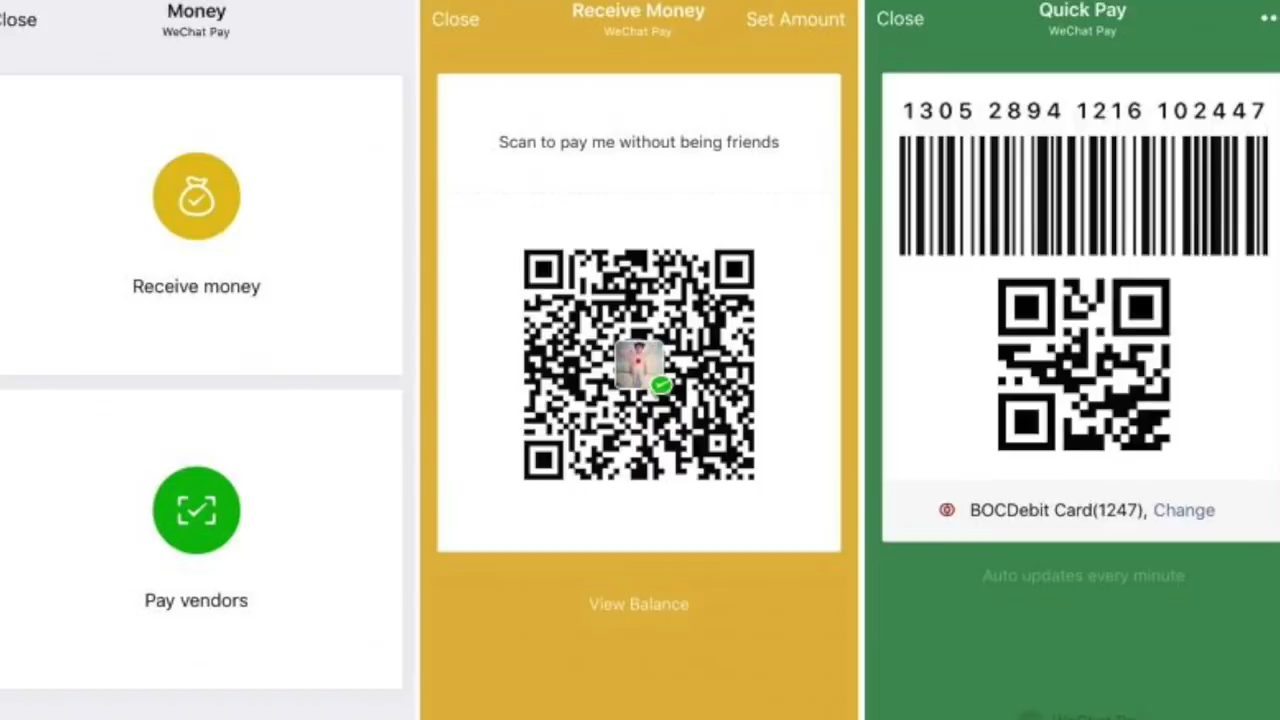 Close
Money
WeChat Pay
Receive money
Pay vendors
Close
Receive Money
Set Amount
WeChat Pay
Scan to pay me without being friends
View Balance
Close
Quick Pay
WeChat Pay
1305 2894 1216 102447
BOCDebit Card(1247), Change
Auto updates every minute